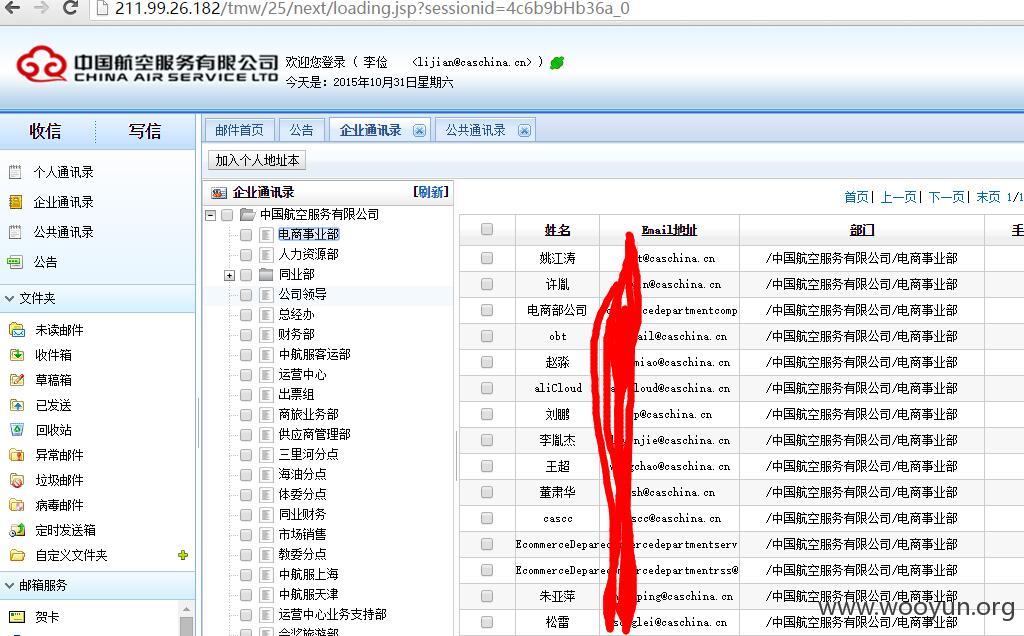 211.99.26.182/tmw/25/next/loading.jsp?sessionid=4c6b9bHb36a_0
中国航空服务有限公司
CHINA AIR SERVICE LTD
欢迎您登录 ( 李俭 <lijian@caschina.cn> )
今天是：2015年10月31日星期六
收信 写信
邮件首页 公告 企业通讯录 公共通讯录
加入个人地址本
个人通讯录
企业通讯录
公共通讯录
公告
文件夹
未读邮件
收件箱
草稿箱
已发送
回收站
异常邮件
垃圾邮件
病毒邮件
定时发送箱
自定义文件夹
邮箱服务
贺卡
企业通讯录 [刷新]
中国航空服务有限公司
电商事业部
人力资源部
同业部
公司领导
总经办
财务部
中航服客运部
运营中心
出票组
商旅业务部
供应商管理部
三里河分点
海油分点
体委分点
同业财务
市场销售
教委分点
中航服上海
中航服天津
运营中心业务支持部
会奖旅游部
首页| 上一页| 下一页| 末页 1/1
姓名 Email地址 部门
姚江涛 t@caschina.cn /中国航空服务有限公司/电商事业部
许胤 n@caschina.cn /中国航空服务有限公司/电商事业部
电商部公司 cedepartmentcomp /中国航空服务有限公司/电商事业部
obt ail@caschina.cn /中国航空服务有限公司/电商事业部
赵淼 miao@caschina.cn /中国航空服务有限公司/电商事业部
aliCloud loud@caschina.cn /中国航空服务有限公司/电商事业部
刘鹏 p@caschina.cn /中国航空服务有限公司/电商事业部
李胤杰 njie@caschina.cn /中国航空服务有限公司/电商事业部
王超 gchao@caschina.cn /中国航空服务有限公司/电商事业部
董肃华 sh@caschina.cn /中国航空服务有限公司/电商事业部
cascc scc@caschina.cn /中国航空服务有限公司/电商事业部
EcommerceDepar ercedepartmentserv /中国航空服务有限公司/电商事业部
EcommerceDepar ercedepartmentrss@ /中国航空服务有限公司/电商事业部
朱亚萍 ping@caschina.cn /中国航空服务有限公司/电商事业部
松雷 glei@caschina.cn /中国航空服务有限公司/电商事业部
www.wooyun.org